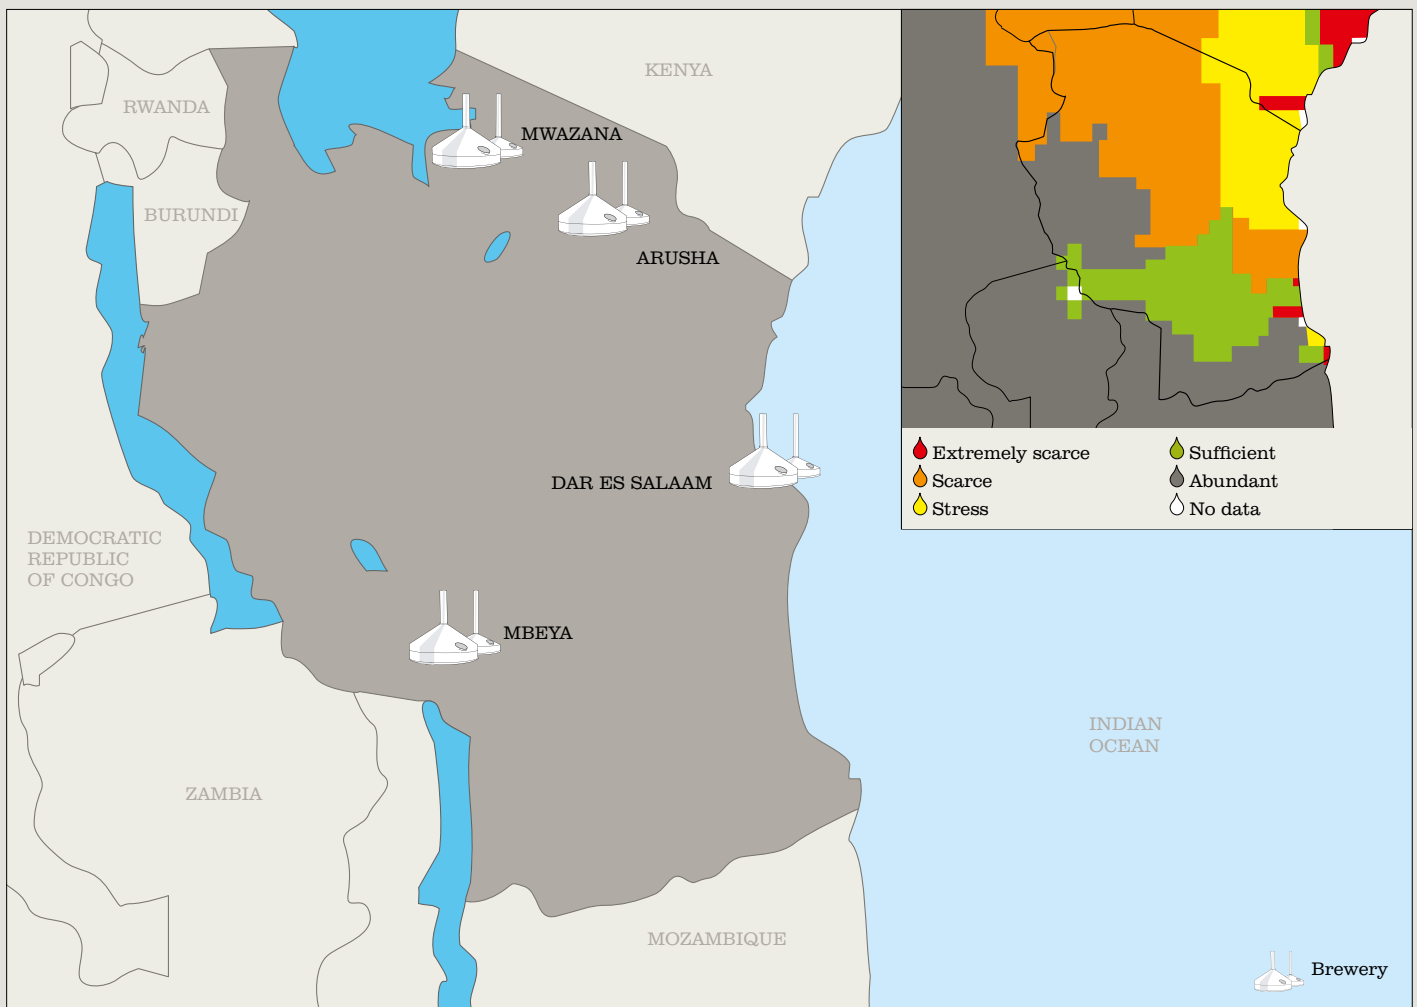 KENYA
RWANDA
MWAZANA
BURUNDI
ARUSHA
Extremely scarce
Scarce
Stress
Sufficient
Abundant
No data
DAR ES SALAAM
DEMOCRATIC
REPUBLIC
OF CONGO
MBEYA
INDIAN
OCEAN
ZAMBIA
MOZAMBIQUE
Brewery